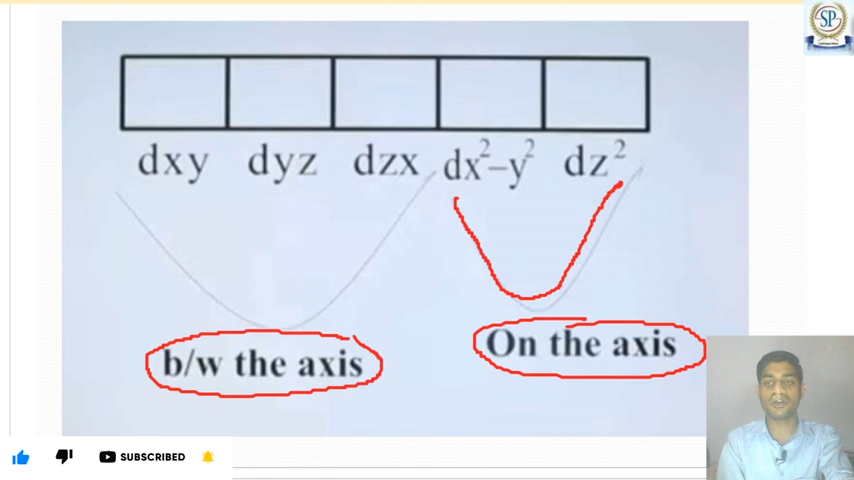 SP
dxy dyz dzx dx²–y² dz²
b/w the axis
On the axis
SUBSCRIBED